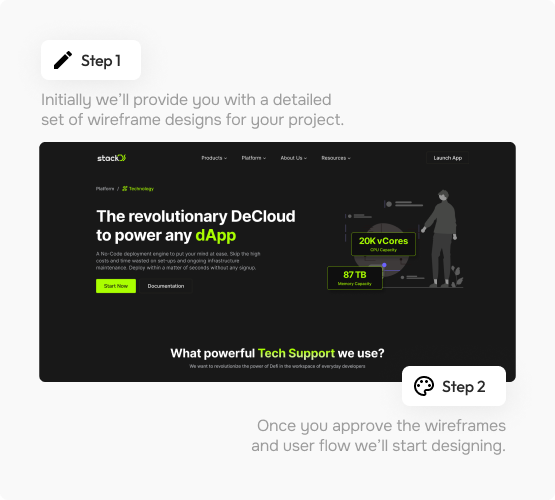 Step 1
Initially we'll provide you with a detailed
set of wireframe designs for your project.
stackOS
Products
Platform
About Us
Resources
Launch App
Platform / Technology
The revolutionary DeCloud
to power any dApp
A No-Code deployment engine to put your mind at ease. Skip the high
costs and time wasted on set-ups and ongoing infrastructure
maintenance. Deploy within a matter of seconds without any signup.
Start Now
Documentation
20K vCores
CPU Capacity
87 TB
Memory Capacity
What powerful Tech Support we use?
We want to revolutionize the power of Defi in the workspace of everyday developers
Step 2
Once you approve the wireframes
and user flow we'll start designing.